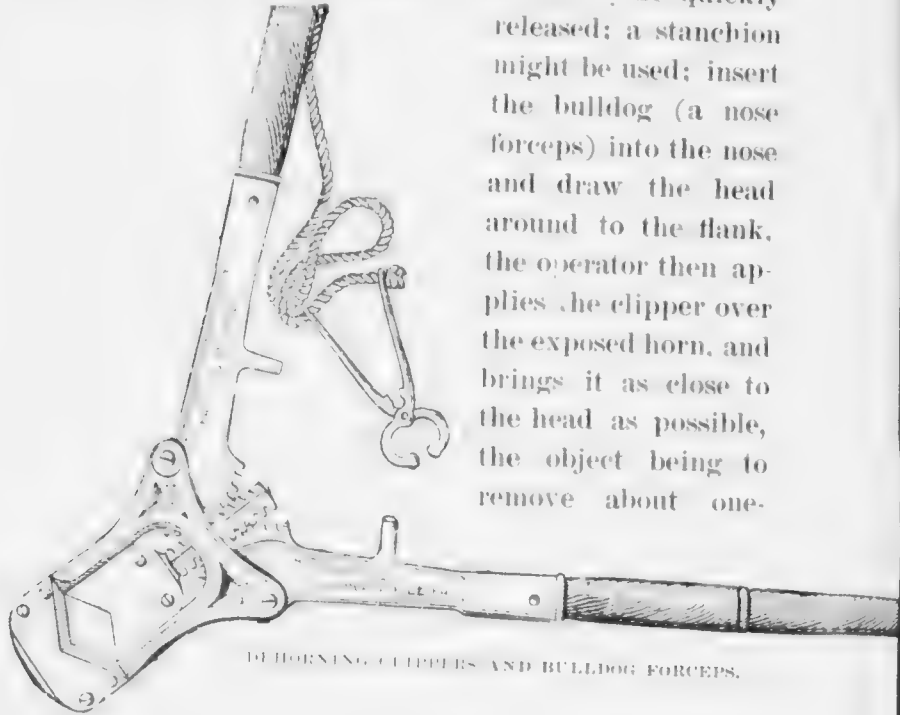 quickly
released; a stanchion
might be used; insert
the bulldog (a nose
forceps) into the nose
and draw the head
around to the flank,
the operator then ap-
plies the clipper over
the exposed horn, and
brings it as close to
the head as possible,
the object being to
remove about one-
DEHORNING CLIPPERS AND BULLDOG FORCEPS.